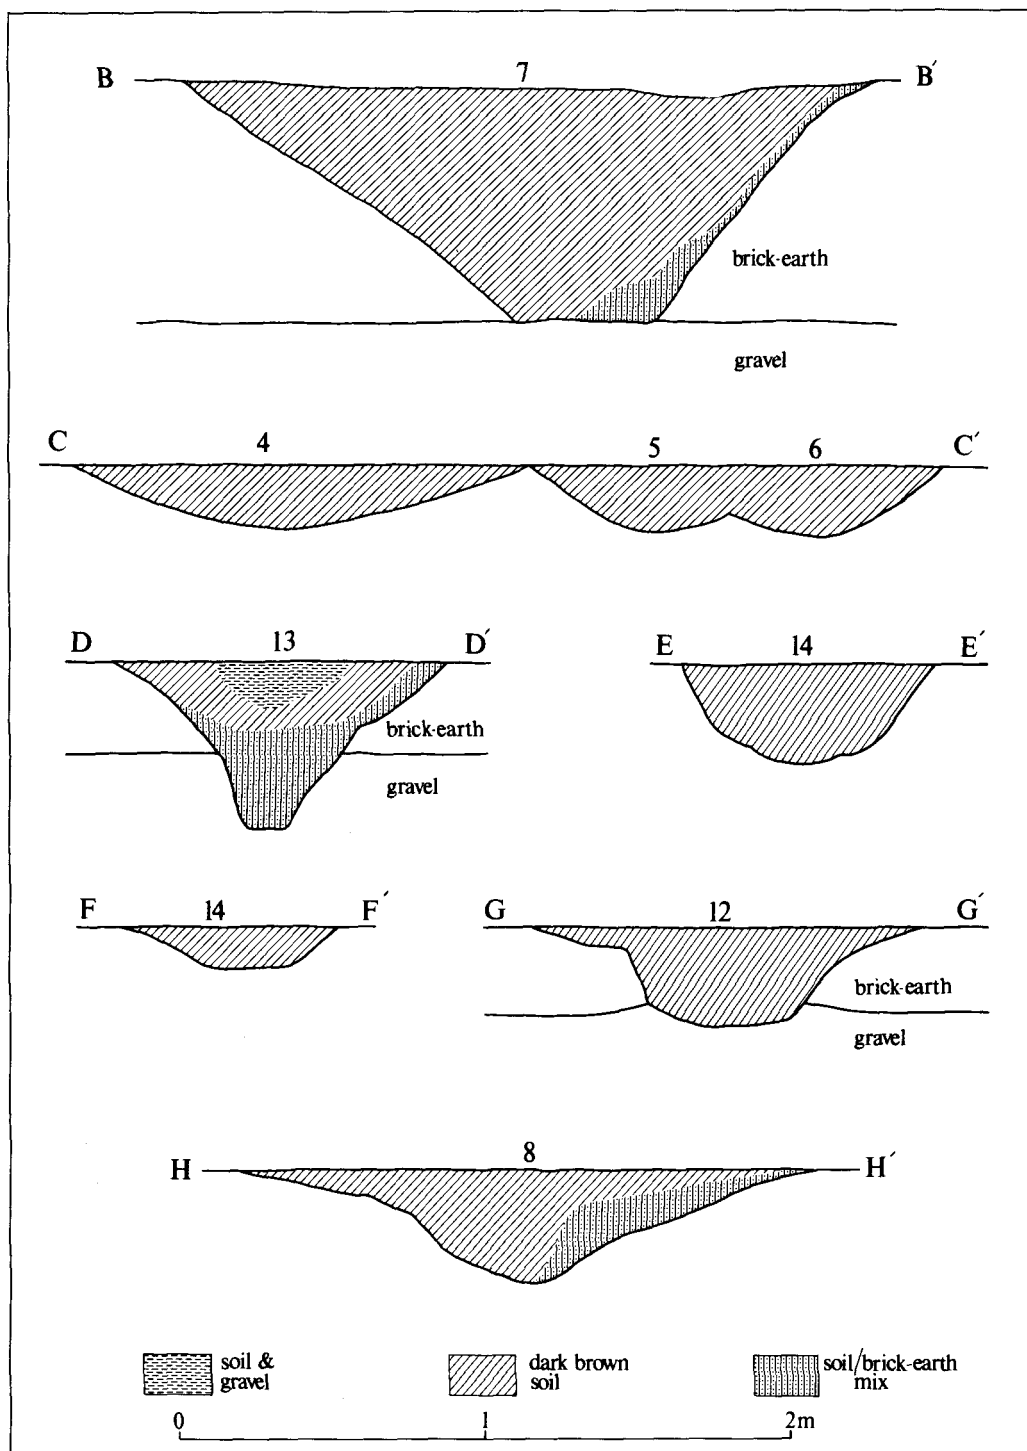 B 7 B′
brick-earth
gravel
C 4 5 6 C′
D 13 D′
brick-earth
gravel
E 14 E′
F 14 F′
G 12 G′
brick-earth
gravel
H 8 H′
soil &
gravel
dark brown
soil
soil/brick-earth
mix
0 1 2m